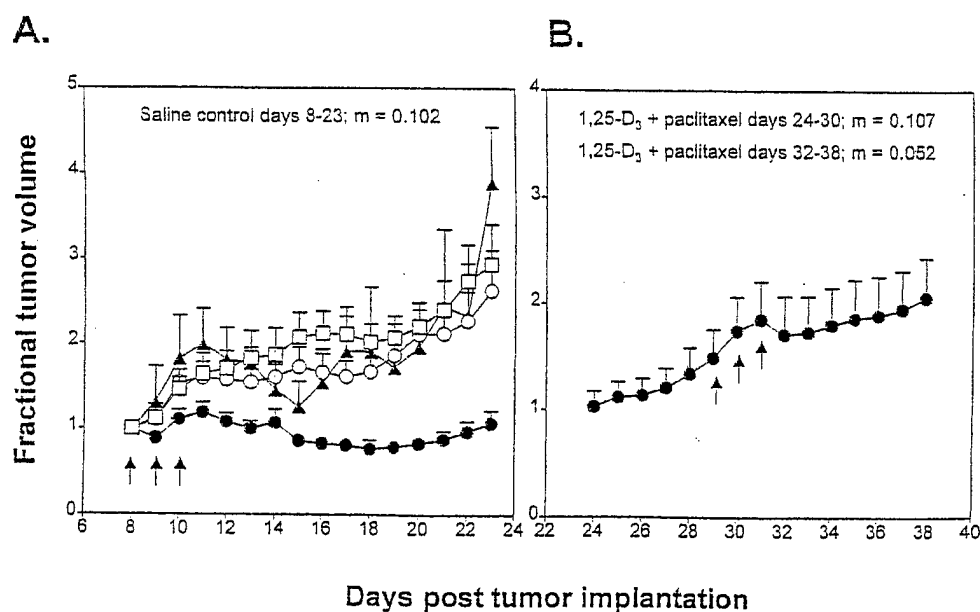 A.
B.
Fractional tumor volume
5
4
3
2
1
0
Saline control days 8-23; m = 0.102
6 8 10 12 14 16 18 20 22 24
4
3
2
1
0
1,25-D3 + paclitaxel days 24-30; m = 0.107
1,25-D3 + paclitaxel days 32-38; m = 0.052
22 24 26 28 30 32 34 36 38 40
Days post tumor implantation